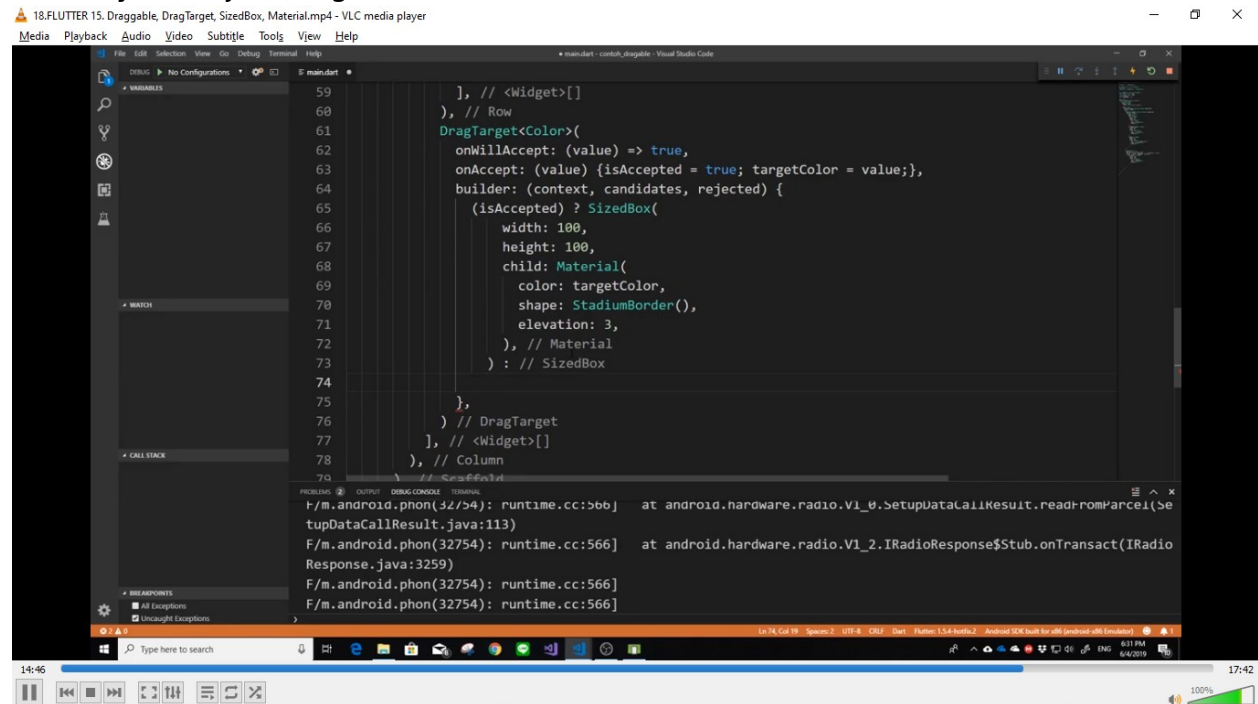 18.FLUTTER 15. Draggable, DragTarget, SizedBox, Material.mp4 - VLC media player
Media Playback Audio Video Subtitle Tools View Help
File Edit Selection View Go Debug Terminal Help
● main.dart - contoh_dragable - Visual Studio Code
DEBUG No Configurations
main.dart ●
VARIABLES
59 ], // <Widget>[]
60 ), // Row
61 DragTarget<Color>(
62 onWillAccept: (value) => true,
63 onAccept: (value) {isAccepted = true; targetColor = value;},
64 builder: (context, candidates, rejected) {
65 (isAccepted) ? SizedBox(
66 width: 100,
67 height: 100,
68 child: Material(
69 color: targetColor,
70 shape: StadiumBorder(),
71 elevation: 3,
72 ), // Material
73 ) : // SizedBox
74
75 },
76 ) // DragTarget
77 ], // <Widget>[]
78 ), // Column
79 ) // Scaffold
WATCH
CALL STACK
BREAKPOINTS
All Exceptions
Uncaught Exceptions
PROBLEMS 2 OUTPUT DEBUG CONSOLE TERMINAL
F/m.android.phon(32754): runtime.cc:566] at android.hardware.radio.V1_0.SetupDataCallResult.readFromParcel(Se
tupDataCallResult.java:113)
F/m.android.phon(32754): runtime.cc:566] at android.hardware.radio.V1_2.IRadioResponse$Stub.onTransact(IRadio
Response.java:3259)
F/m.android.phon(32754): runtime.cc:566]
F/m.android.phon(32754): runtime.cc:566]
2 0
Ln 74, Col 19 Spaces: 2 UTF-8 CRLF Dart Flutter: 1.5.4-hotfix.2 Android SDK built for x86 (android-x86 Emulator) 1
Type here to search
ENG
6:31 PM
6/4/2019
14:46
17:42
100%